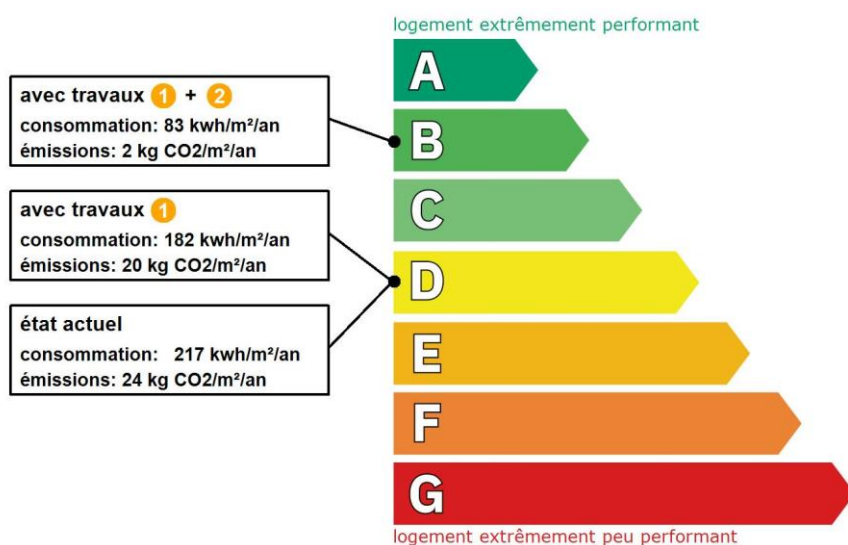 logement extrêmement performant
A
avec travaux 1 + 2
consommation: 83 kwh/m²/an
émissions: 2 kg CO2/m²/an
B
avec travaux 1
consommation: 182 kwh/m²/an
émissions: 20 kg CO2/m²/an
C
D
état actuel
consommation: 217 kwh/m²/an
émissions: 24 kg CO2/m²/an
E
F
G
logement extrêmement peu performant